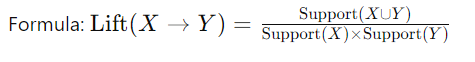 Formula: Lift(X → Y) = Support(X∪Y) / Support(X)×Support(Y)